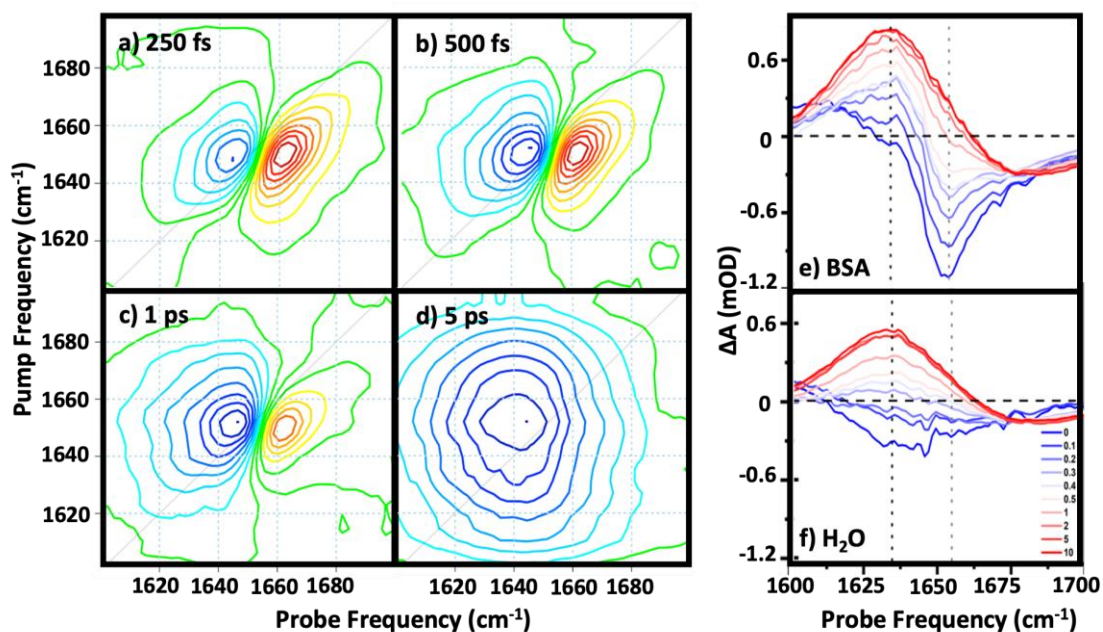 a) 250 fs
b) 500 fs
1680
1660
1640
1620
c) 1 ps
d) 5 ps
1680
1660
1640
1620
Pump Frequency (cm⁻¹)
1620 1640 1660 1680
1620 1640 1660 1680
Probe Frequency (cm⁻¹)
0.6
0
-0.6
-1.2
e) BSA
ΔA (mOD)
0.6
0
-0.6
-1.2
f) H₂O
0
0.1
0.2
0.3
0.4
0.5
1
2
5
10
1600 1625 1650 1675 1700
Probe Frequency (cm⁻¹)